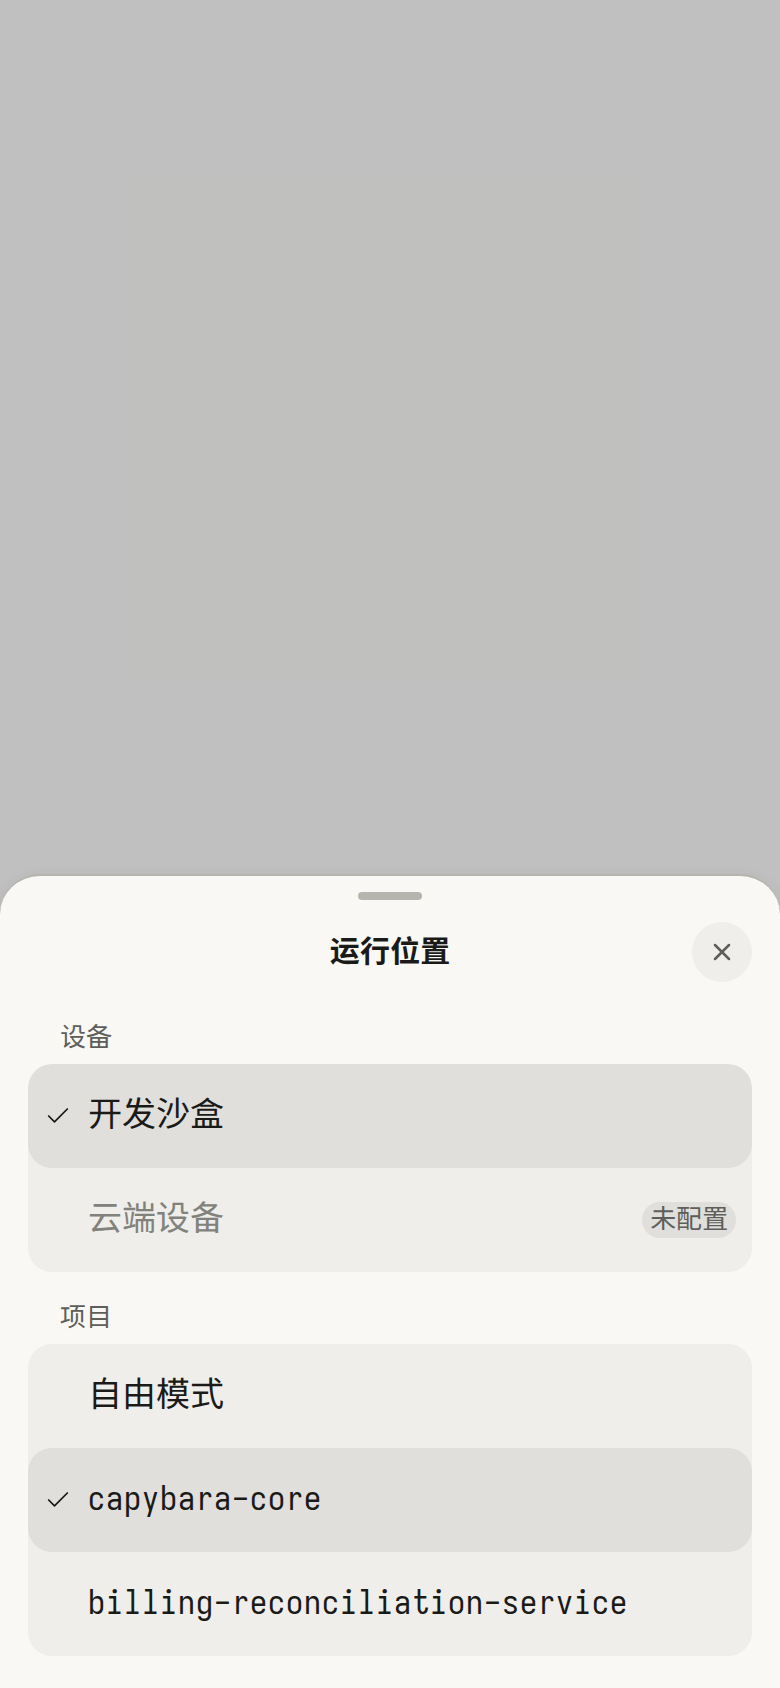 运行位置
设备
开发沙盒
云端设备
未配置
项目
自由模式
capybara-core
billing-reconciliation-service